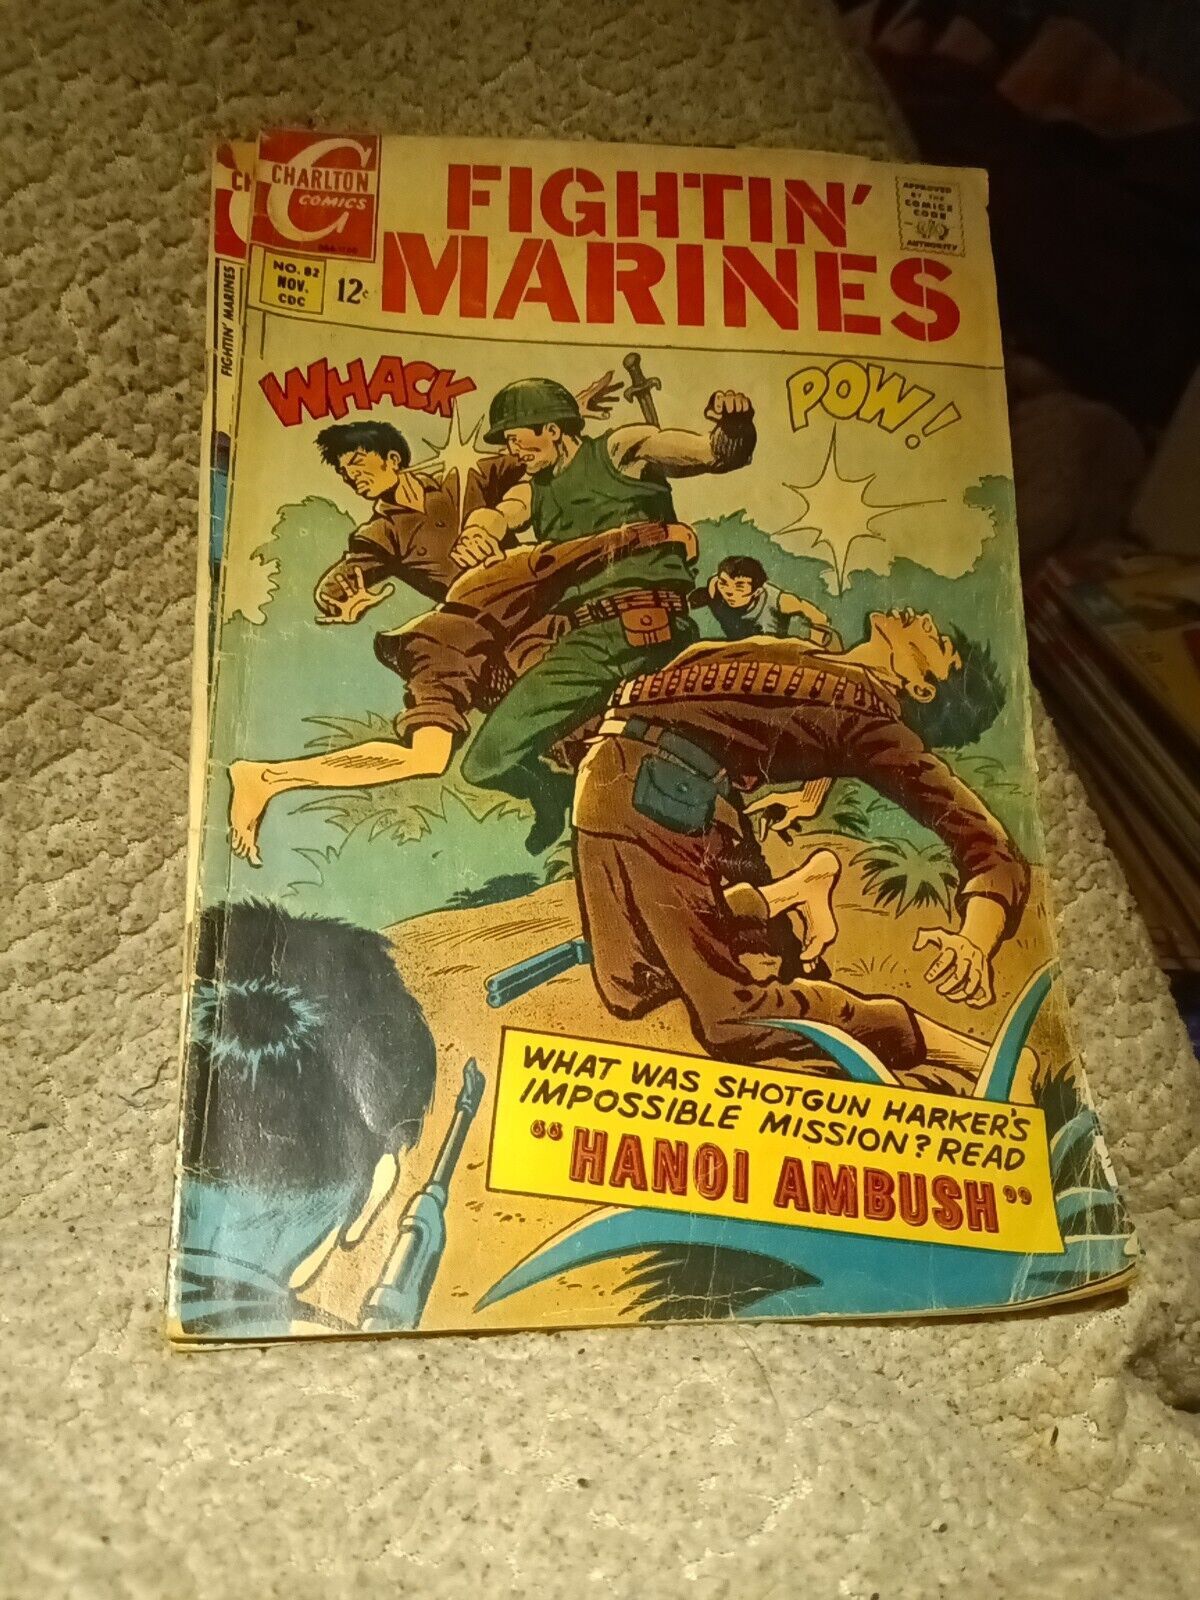 CHARLTON
COMICS
NO. 82
NOV.
CDC
12¢
FIGHTIN'
MARINES
APPROVED
BY THE
COMICS
CODE
AUTHORITY
CH
FIGHTIN' MARINES
WHACK
POW!
WHAT WAS SHOTGUN HARKER'S
IMPOSSIBLE MISSION? READ
"HANOI AMBUSH"